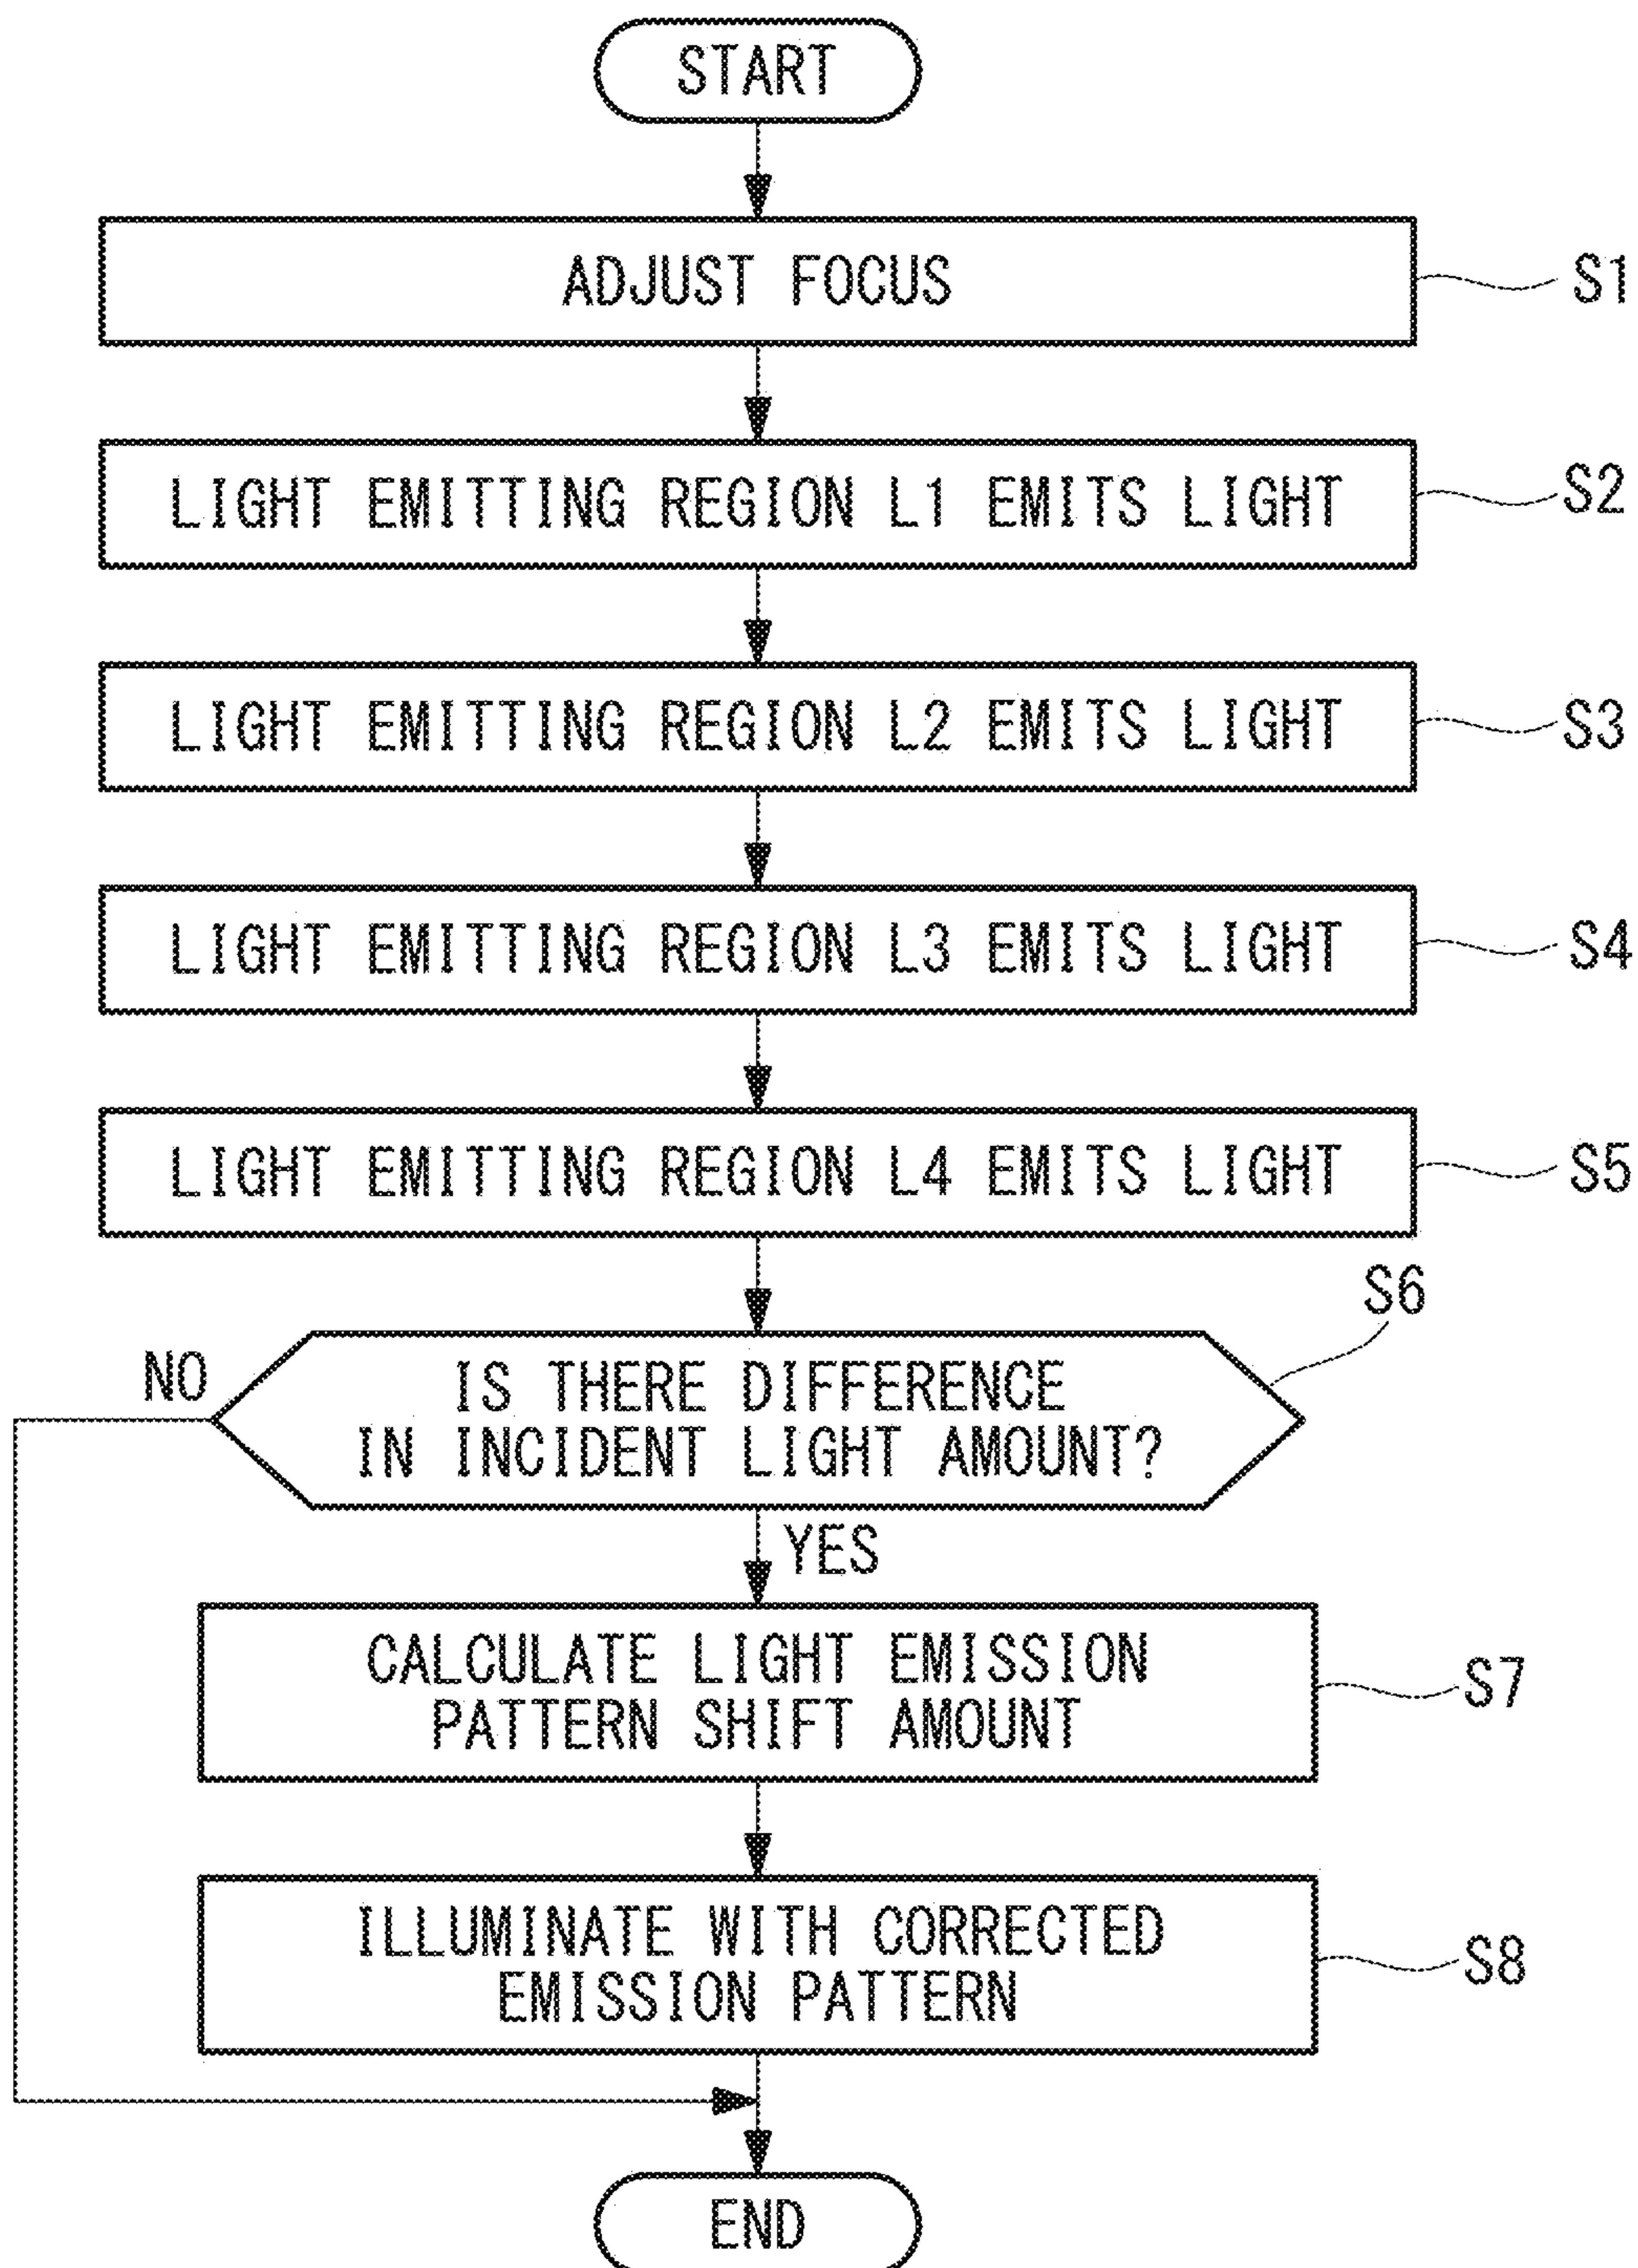 START
ADJUST FOCUS
S1
LIGHT EMITTING REGION L1 EMITS LIGHT
S2
LIGHT EMITTING REGION L2 EMITS LIGHT
S3
LIGHT EMITTING REGION L3 EMITS LIGHT
S4
LIGHT EMITTING REGION L4 EMITS LIGHT
S5
S6
NO
IS THERE DIFFERENCE
IN INCIDENT LIGHT AMOUNT?
YES
CALCULATE LIGHT EMISSION
PATTERN SHIFT AMOUNT
S7
ILLUMINATE WITH CORRECTED
EMISSION PATTERN
S8
END